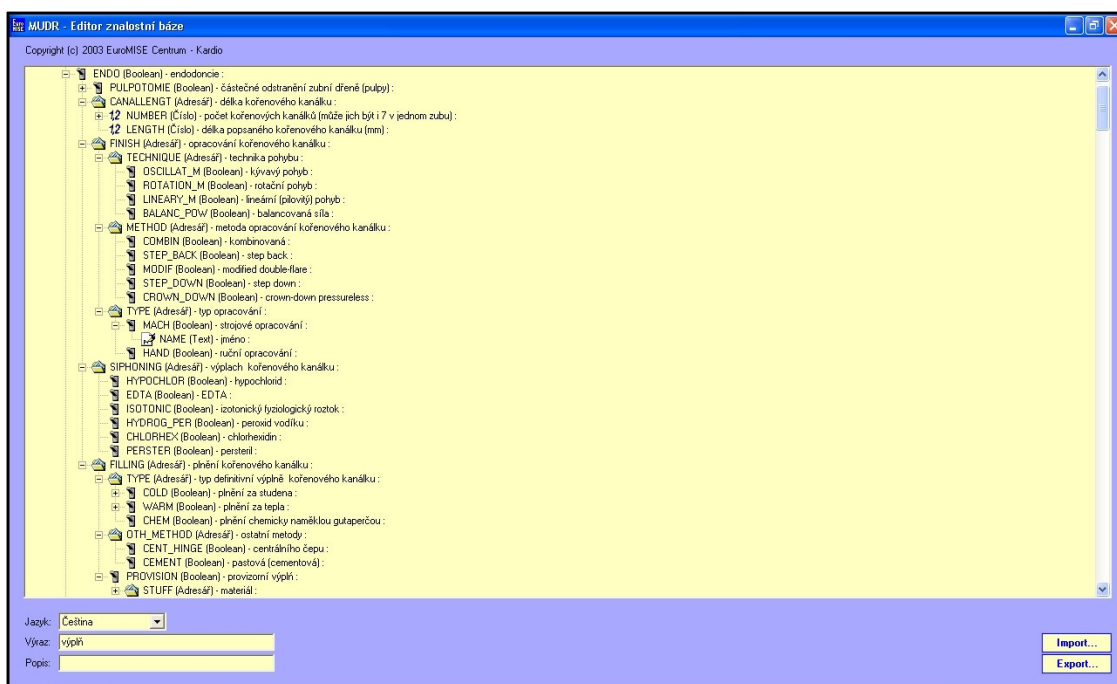 Euro MISE MUDR - Editor znalostní báze
Copyright (c) 2003 EuroMISE Centrum - Kardio
ENDO (Boolean) - endodoncie :
PULPOTOMIE (Boolean) - částečné odstranění zubní dřeně (pulpy) :
CANALLENGT (Adresář) - délka kořenového kanálku :
1,2 NUMBER (Číslo) - počet kořenových kanálků (může jich být i 7 v jednom zubu) :
1,2 LENGTH (Číslo) - délka popsaného kořenového kanálku (mm) :
FINISH (Adresář) - opracování kořenového kanálku :
TECHNIQUE (Adresář) - technika pohybu :
OSCILLAT_M (Boolean) - kývavý pohyb :
ROTATION_M (Boolean) - rotační pohyb :
LINEARY_M (Boolean) - lineární (pilovitý) pohyb :
BALANC_POW (Boolean) - balancovaná síla :
METHOD (Adresář) - metoda opracování kořenového kanálku :
COMBIN (Boolean) - kombinovaná :
STEP_BACK (Boolean) - step back :
MODIF (Boolean) - modified double-flare :
STEP_DOWN (Boolean) - step down :
CROWN_DOWN (Boolean) - crown-down pressureless :
TYPE (Adresář) - typ opracování :
MACH (Boolean) - strojové opracování :
NAME (Text) - jméno :
HAND (Boolean) - ruční opracování :
SIPHONING (Adresář) - výplach kořenového kanálku :
HYPOCHLOR (Boolean) - hypochlorid :
EDTA (Boolean) - EDTA :
ISOTONIC (Boolean) - izotonický fyziologický roztok :
HYDROG_PER (Boolean) - peroxid vodíku :
CHLORHEX (Boolean) - chlorhexidin :
PERSTER (Boolean) - persteril :
FILLING (Adresář) - plnění kořenového kanálku :
TYPE (Adresář) - typ definitivní výplně kořenového kanálku :
COLD (Boolean) - plnění za studena :
WARM (Boolean) - plnění za tepla :
CHEM (Boolean) - plnění chemicky naměklou gutaperčou :
OTH_METHOD (Adresář) - ostatní metody :
CENT_HINGE (Boolean) - centrálního čepu :
CEMENT (Boolean) - pastová (cementová) :
PROVISION (Boolean) - provizorní výplň :
STUFF (Adresář) - materiál :
Jazyk: Čeština
Výraz: výplň
Import...
Popis:
Export...